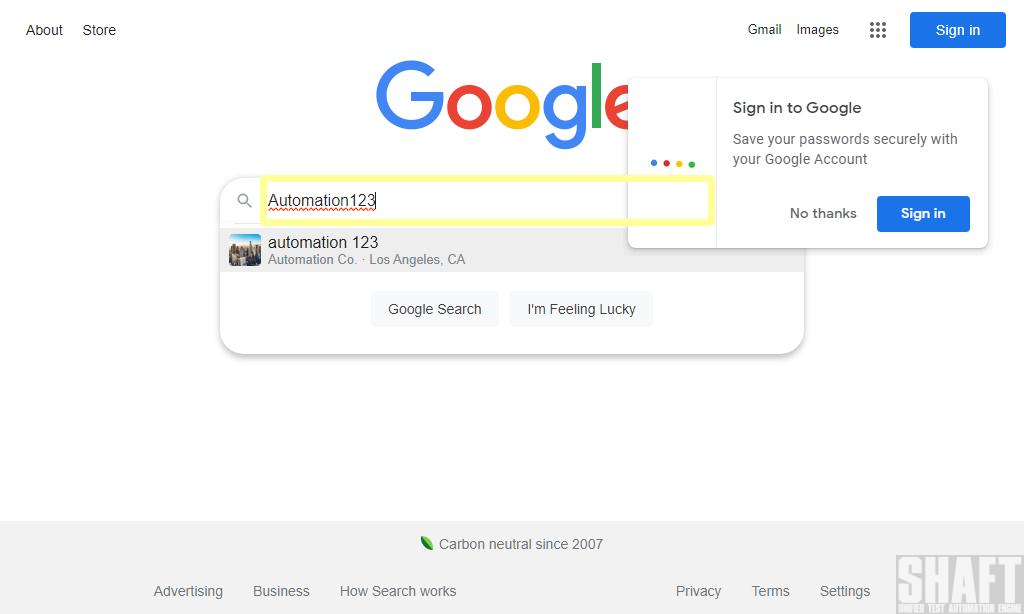 About Store
Gmail Images
Sign in
Google
Sign in to Google
Save your passwords securely with
your Google Account
No thanks
Sign in
Automation123
automation 123
Automation Co. · Los Angeles, CA
Google Search
I'm Feeling Lucky
Carbon neutral since 2007
Advertising Business How Search works
Privacy Terms Settings
SHAFT
UNIFIED TEST AUTOMATION ENGINE